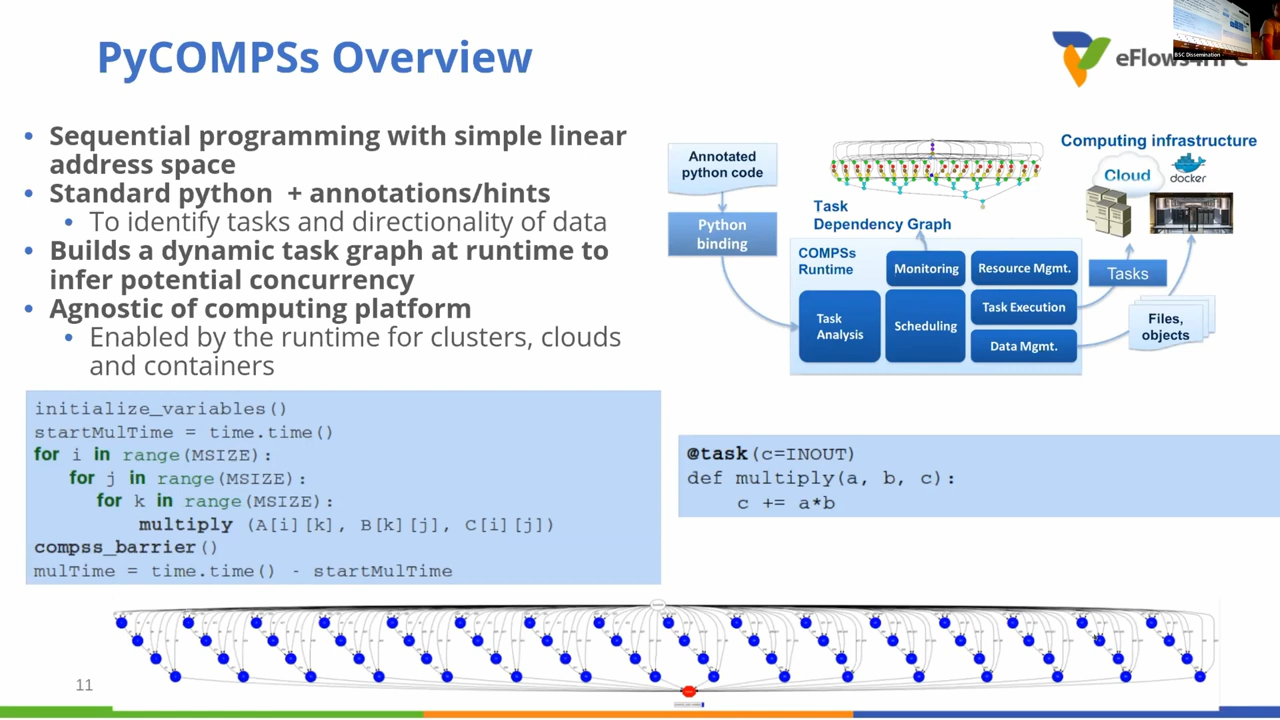 PyCOMPSs Overview
eFlows4HPC
BSC Dissemination
• Sequential programming with simple linear
address space
• Standard python + annotations/hints
• To identify tasks and directionality of data
• Builds a dynamic task graph at runtime to
infer potential concurrency
• Agnostic of computing platform
• Enabled by the runtime for clusters, clouds
and containers
Annotated
python code
Python
binding
Task
Dependency Graph
COMPSs
Runtime
Task
Analysis
Monitoring
Scheduling
Resource Mgmt.
Task Execution
Data Mgmt.
Computing infrastructure
Cloud
docker
Tasks
Files,
objects
initialize_variables()
startMulTime = time.time()
for i in range(MSIZE):
for j in range(MSIZE):
for k in range(MSIZE):
multiply (A[i][k], B[k][j], C[i][j])
compss_barrier()
mulTime = time.time() - startMulTime
@task(c=INOUT)
def multiply(a, b, c):
c += a*b
11